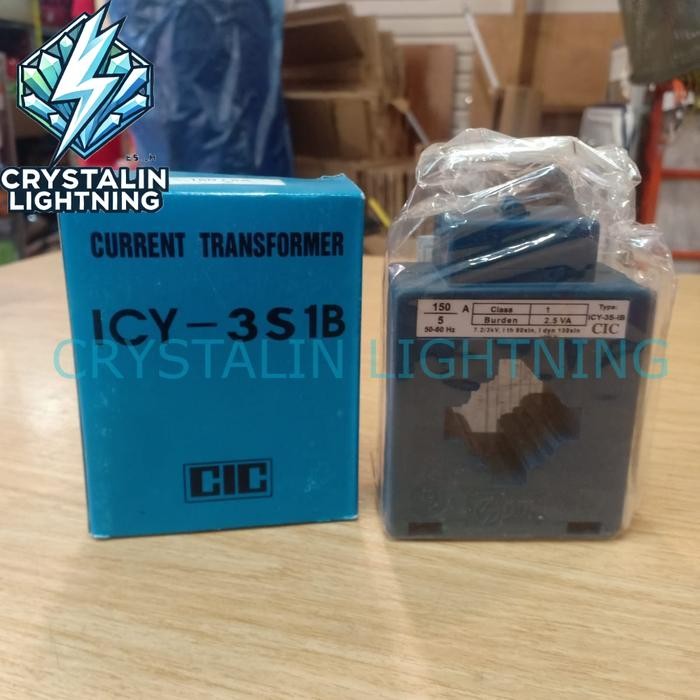 CRYSTALIN
LIGHTNING
CURRENT TRANSFORMER
ICY-3S1B
CIC
150
5
A
50-60 Hz
Class 1
Burden 2.5 VA
Type:
ICY-3S-IB
CIC
CRYSTALIN LIGHTNING